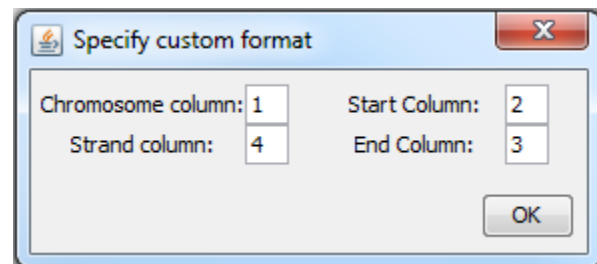 Specify custom format
Chromosome column: 1 Start Column: 2
Strand column: 4 End Column: 3
OK